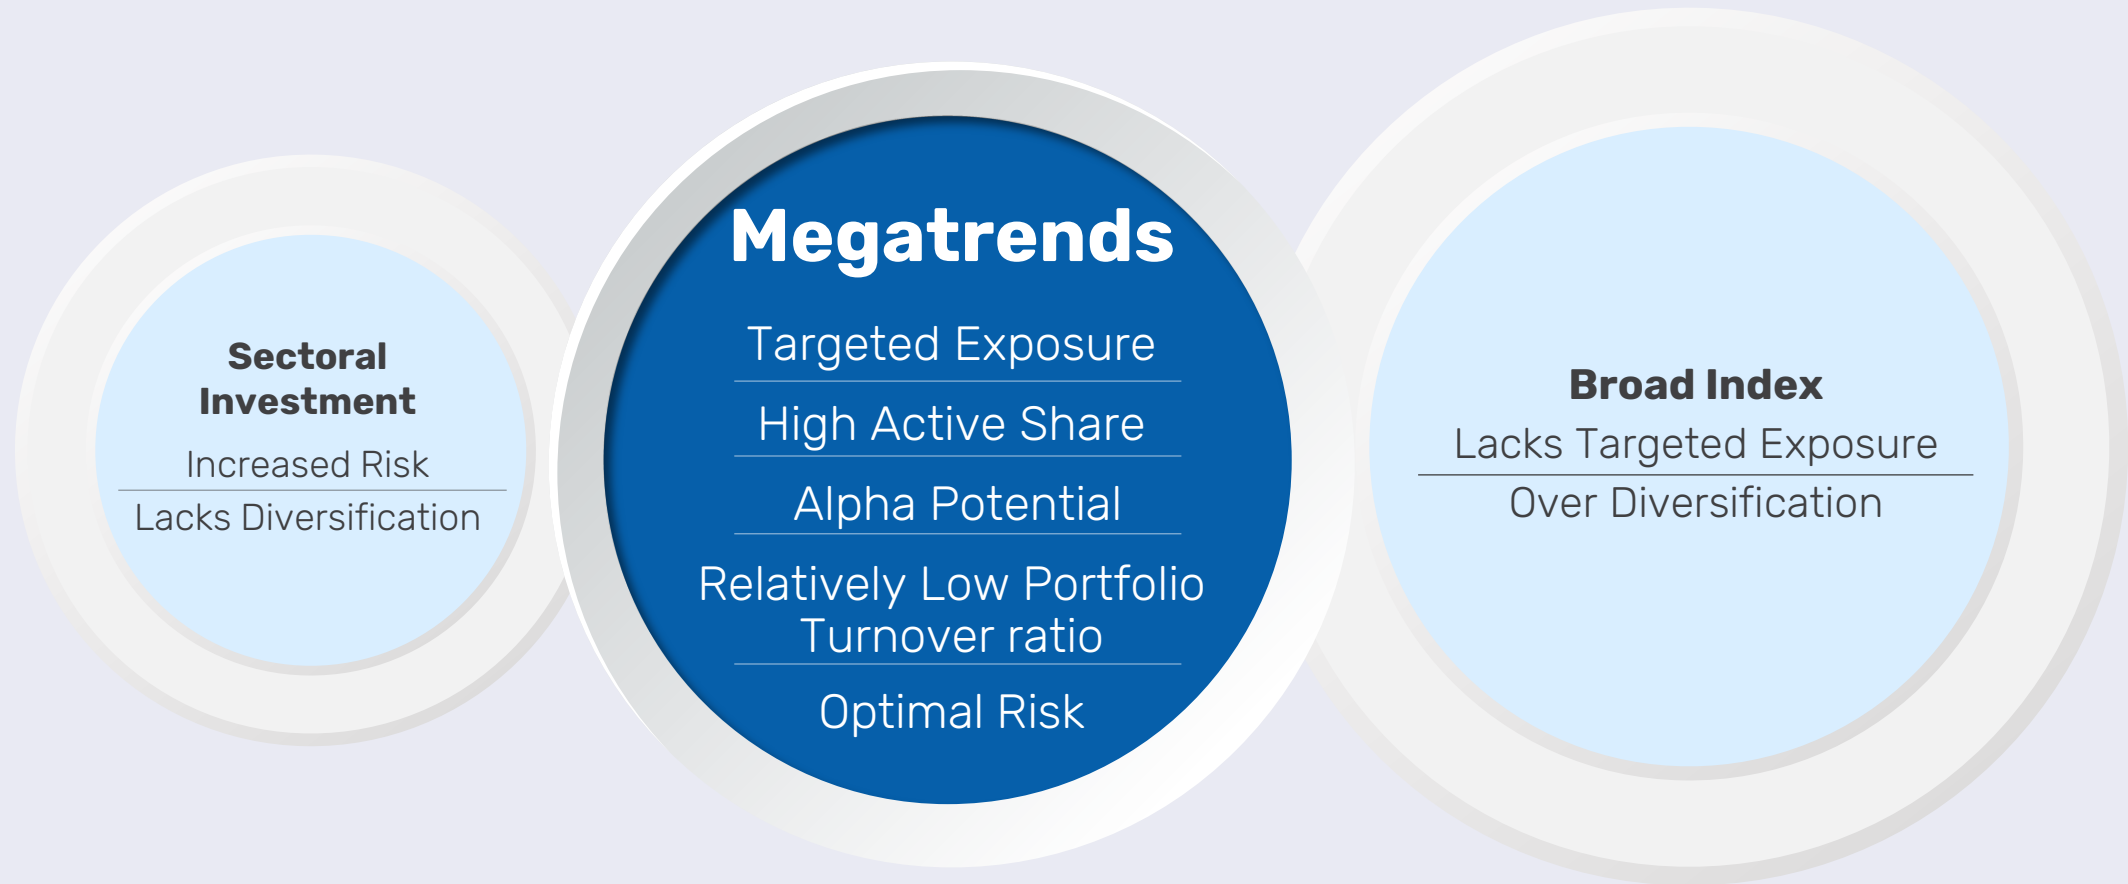 Sectoral
Investment
Increased Risk
Lacks Diversification
Megatrends
Targeted Exposure
High Active Share
Alpha Potential
Relatively Low Portfolio
Turnover ratio
Optimal Risk
Broad Index
Lacks Targeted Exposure
Over Diversification